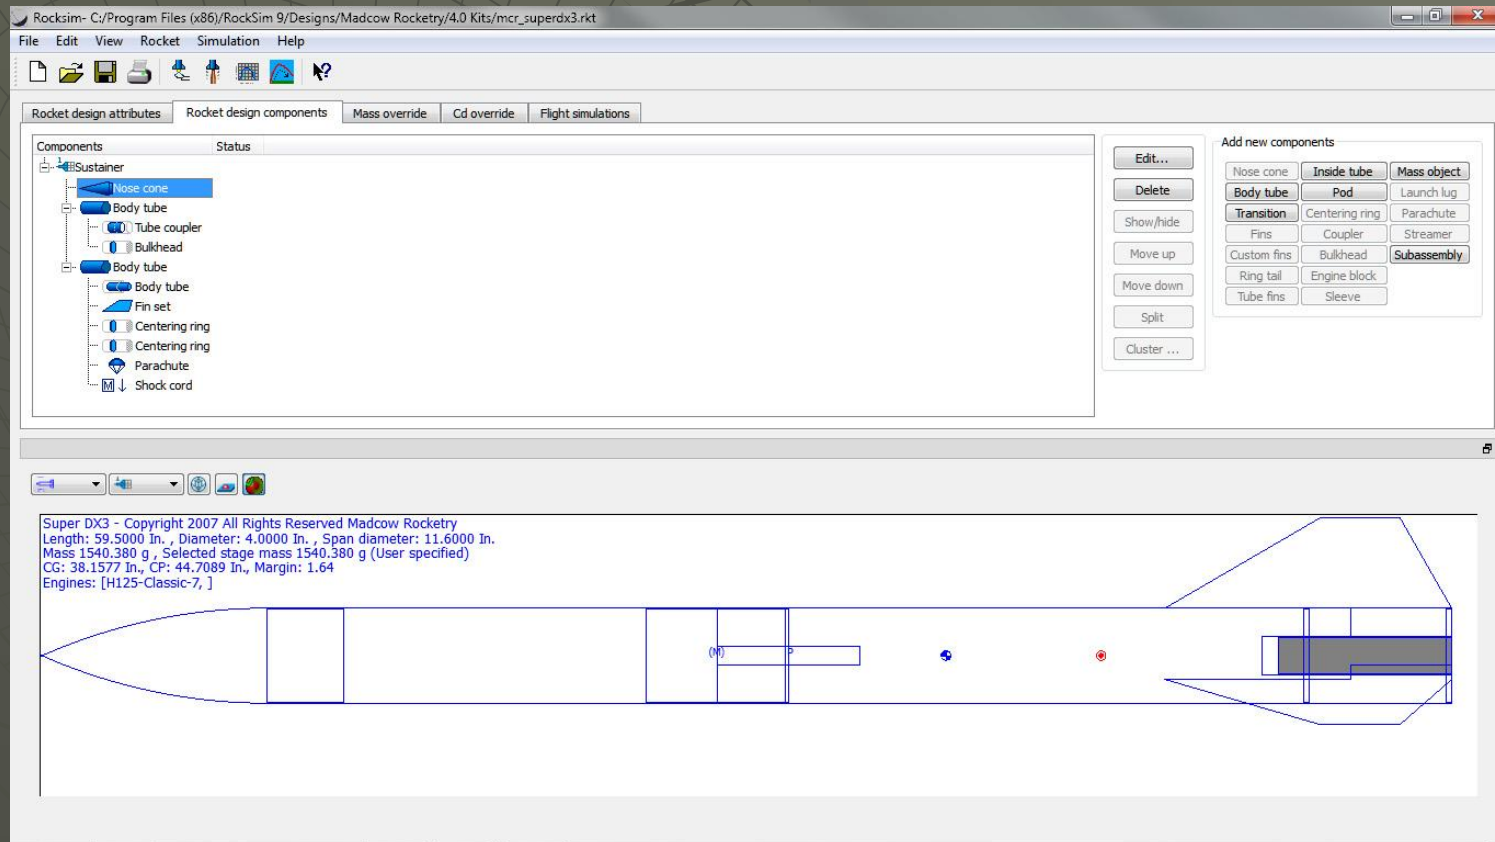 Rocksim- C:/Program Files (x86)/RockSim 9/Designs/Madcow Rocketry/4.0 Kits/mcr_superdx3.rkt
File Edit View Rocket Simulation Help
Rocket design attributes Rocket design components Mass override Cd override Flight simulations
Components Status
1 Sustainer
Nose cone
Body tube
Tube coupler
Bulkhead
Body tube
Body tube
Fin set
Centering ring
Centering ring
Parachute
M Shock cord
Edit...
Delete
Show/hide
Move up
Move down
Split
Cluster ...
Add new components
Nose cone Inside tube Mass object
Body tube Pod Launch lug
Transition Centering ring Parachute
Fins Coupler Streamer
Custom fins Bulkhead Subassembly
Ring tail Engine block
Tube fins Sleeve
Super DX3 - Copyright 2007 All Rights Reserved Madcow Rocketry
Length: 59.5000 In. , Diameter: 4.0000 In. , Span diameter: 11.6000 In.
Mass 1540.380 g , Selected stage mass 1540.380 g (User specified)
CG: 38.1577 In., CP: 44.7089 In., Margin: 1.64
Engines: [H125-Classic-7, ]
(M) P